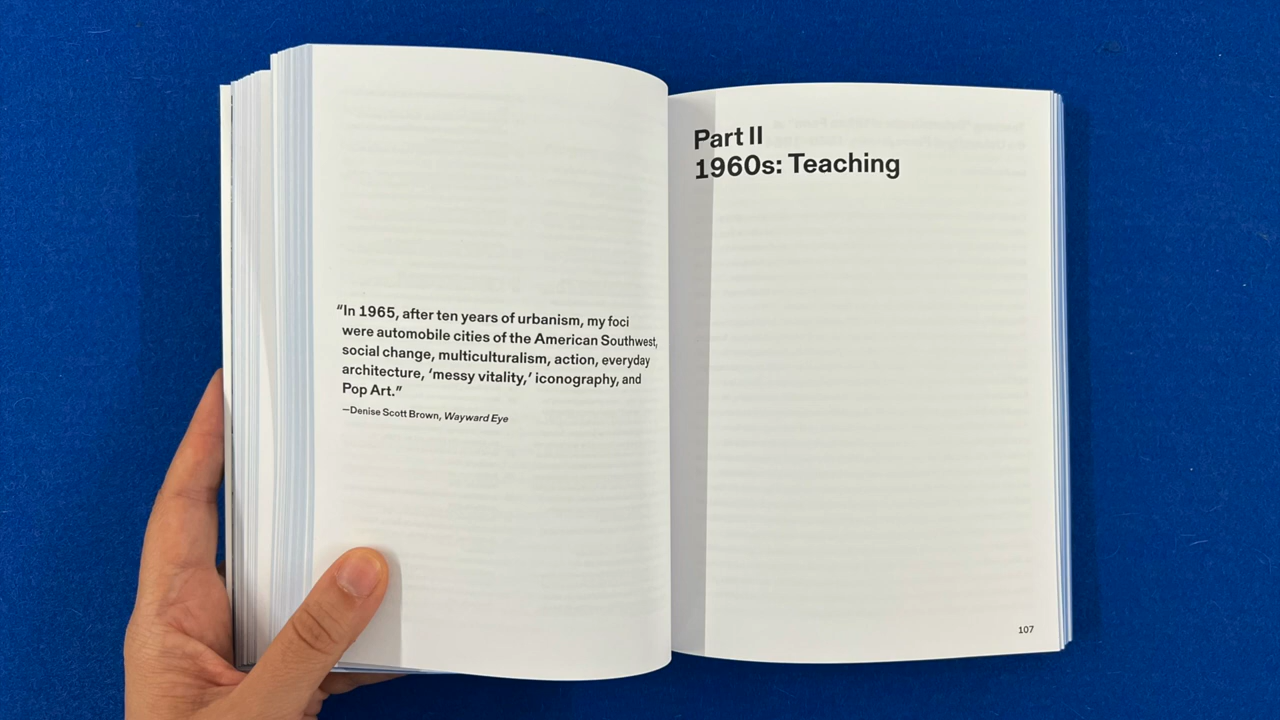 “In 1965, after ten years of urbanism, my foci
were automobile cities of the American Southwest,
social change, multiculturalism, action, everyday
architecture, ‘messy vitality,’ iconography, and
Pop Art.”
—Denise Scott Brown, Wayward Eye
Part II
1960s: Teaching
107